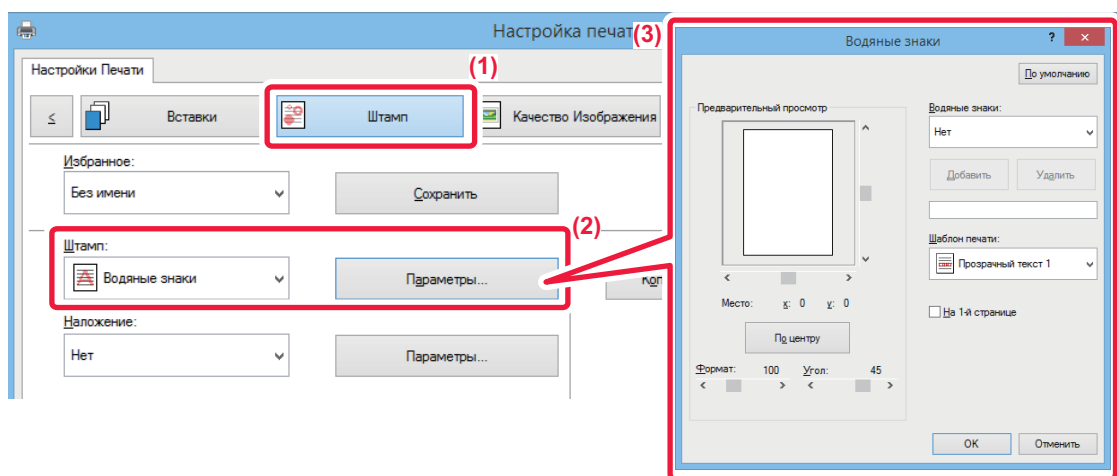 Настройка печат
(1)
(2)
(3)
Настройки Печати
<
Вставки
Штамп
Качество Изображения
Избранное:
Без имени
Сохранить
Штамп:
Водяные знаки
Параметры...
Коп
Наложение:
Нет
Параметры...
Водяные знаки
?
По умолчанию
Предварительный просмотр
Водяные знаки:
Нет
Добавить
Удалить
Шаблон печати:
Прозрачный текст 1
На 1-й странице
Место: x: 0 y: 0
По центру
Формат: 100 Угол: 45
OK
Отменить